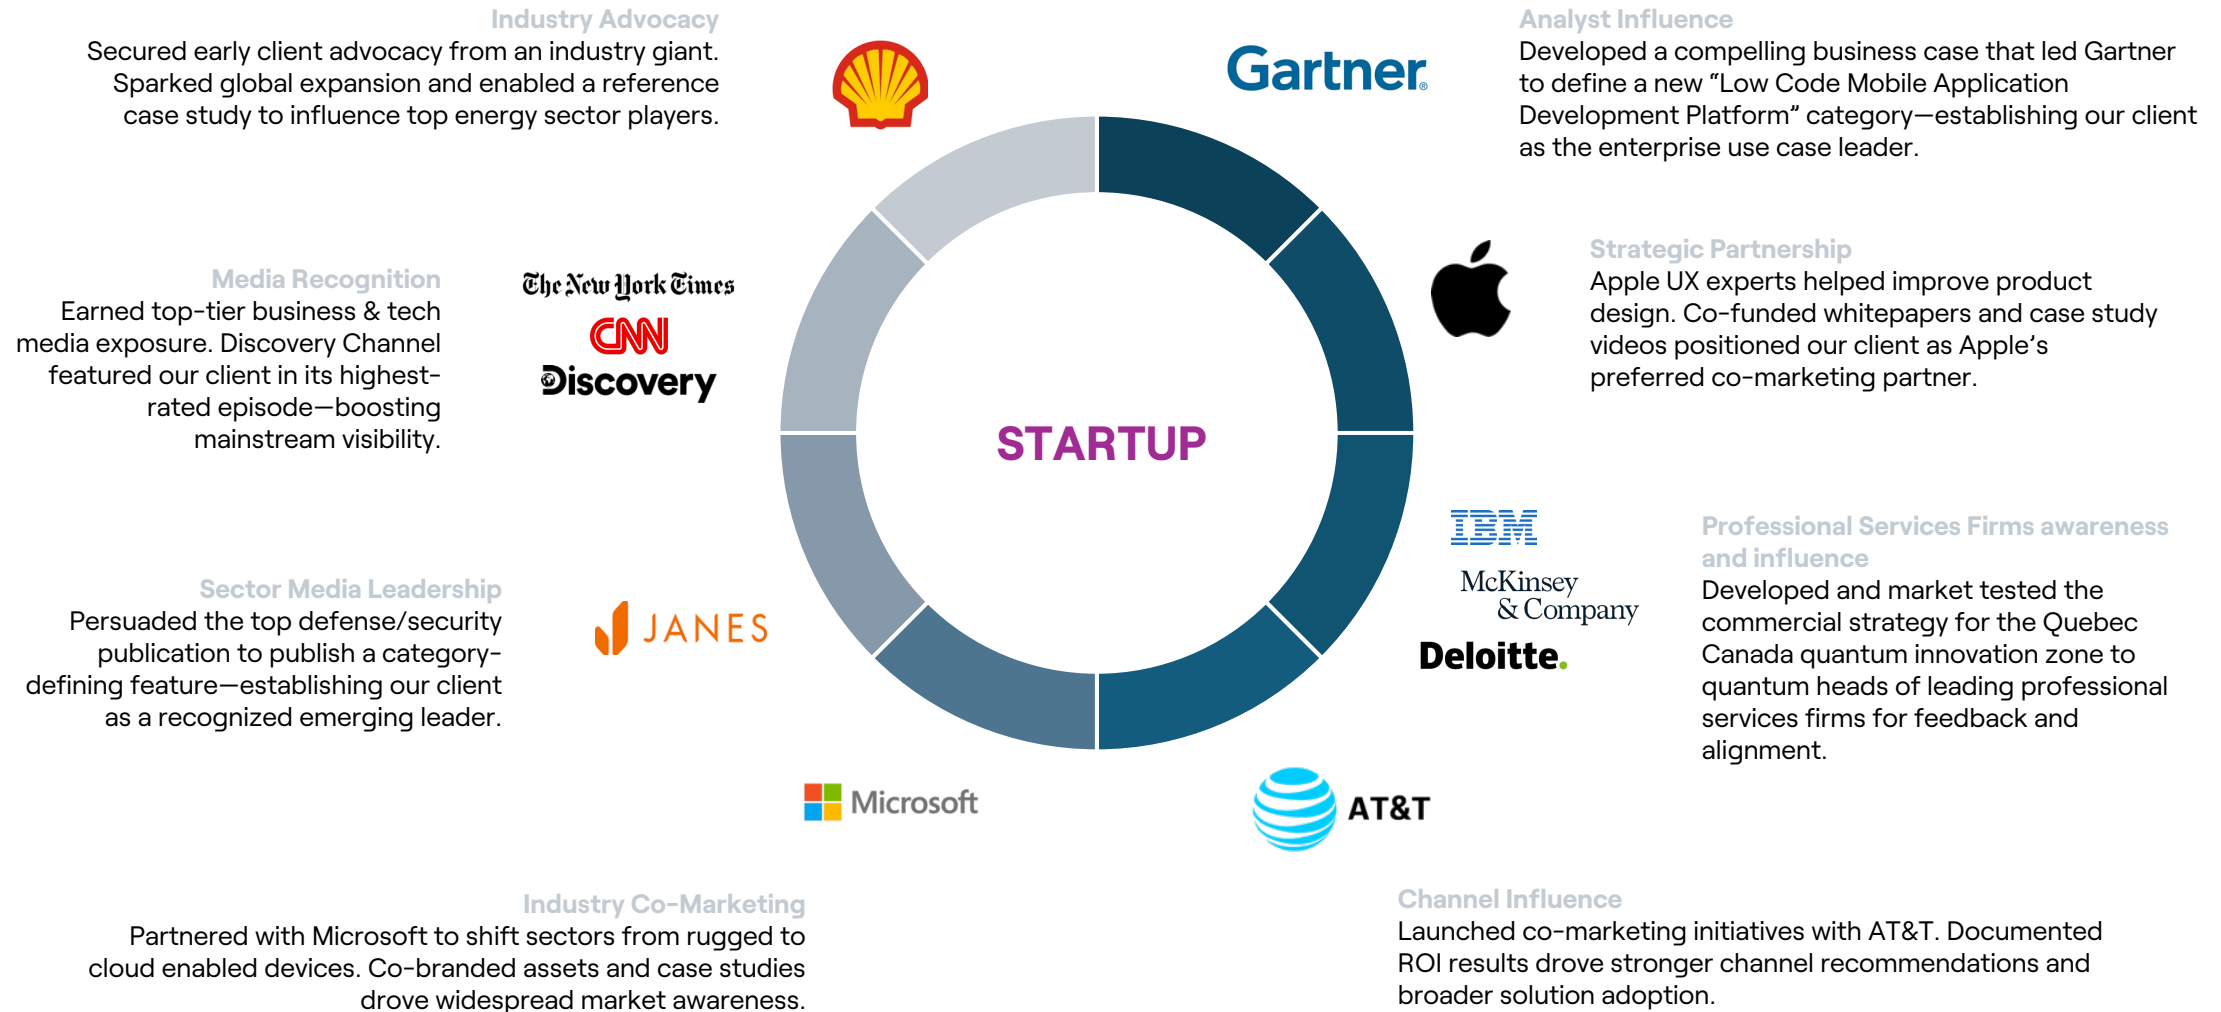 Industry Advocacy
Secured early client advocacy from an industry giant.
Sparked global expansion and enabled a reference
case study to influence top energy sector players.
Gartner®
Analyst Influence
Developed a compelling business case that led Gartner
to define a new “Low Code Mobile Application
Development Platform” category—establishing our client
as the enterprise use case leader.
Media Recognition
Earned top-tier business & tech
media exposure. Discovery Channel
featured our client in its highest-
rated episode—boosting
mainstream visibility.
The New York Times
CNN
Discovery
Strategic Partnership
Apple UX experts helped improve product
design. Co-funded whitepapers and case study
videos positioned our client as Apple’s
preferred co-marketing partner.
STARTUP
IBM
McKinsey
& Company
Deloitte.
Professional Services Firms awareness
and influence
Developed and market tested the
commercial strategy for the Quebec
Canada quantum innovation zone to
quantum heads of leading professional
services firms for feedback and
alignment.
Sector Media Leadership
Persuaded the top defense/security
publication to publish a category-
defining feature—establishing our client
as a recognized emerging leader.
JANES
Microsoft
AT&T
Industry Co-Marketing
Partnered with Microsoft to shift sectors from rugged to
cloud enabled devices. Co-branded assets and case studies
drove widespread market awareness.
Channel Influence
Launched co-marketing initiatives with AT&T. Documented
ROI results drove stronger channel recommendations and
broader solution adoption.